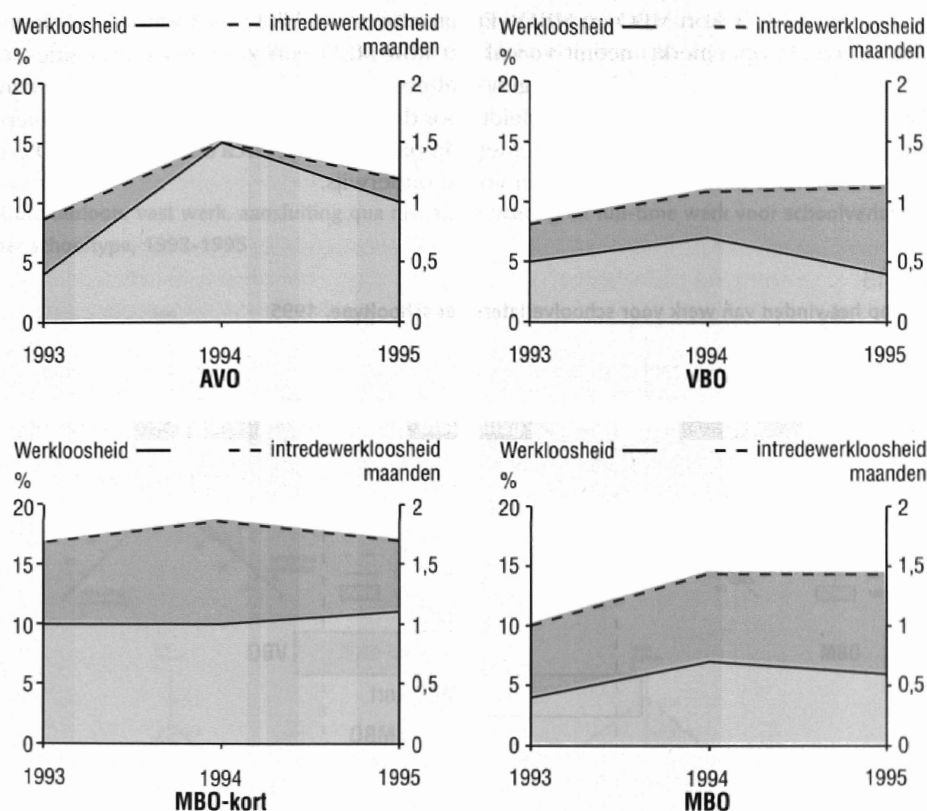 Werkloosheid — -- intredewerkloosheid
% maanden
20 2
15 1,5
10 1
5 0,5
0 0
1993 1994 1995
AVO
Werkloosheid — -- intredewerkloosheid
% maanden
20 2
15 1,5
10 1
5 0,5
0 0
1993 1994 1995
VBO
Werkloosheid — -- intredewerkloosheid
% maanden
20 2
15 1,5
10 1
5 0,5
0 0
1993 1994 1995
MBO-kort
Werkloosheid — -- intredewerkloosheid
% maanden
20 2
15 1,5
10 1
5 0,5
0 0
1993 1994 1995
MBO